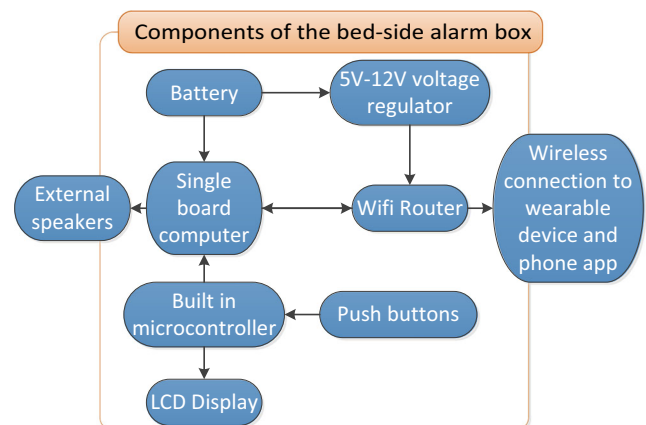 Components of the bed-side alarm box
Battery
5V-12V voltage
regulator
External
speakers
Single
board
computer
Wifi Router
Wireless
connection to
wearable
device and
phone app
Built in
microcontroller
Push buttons
LCD Display